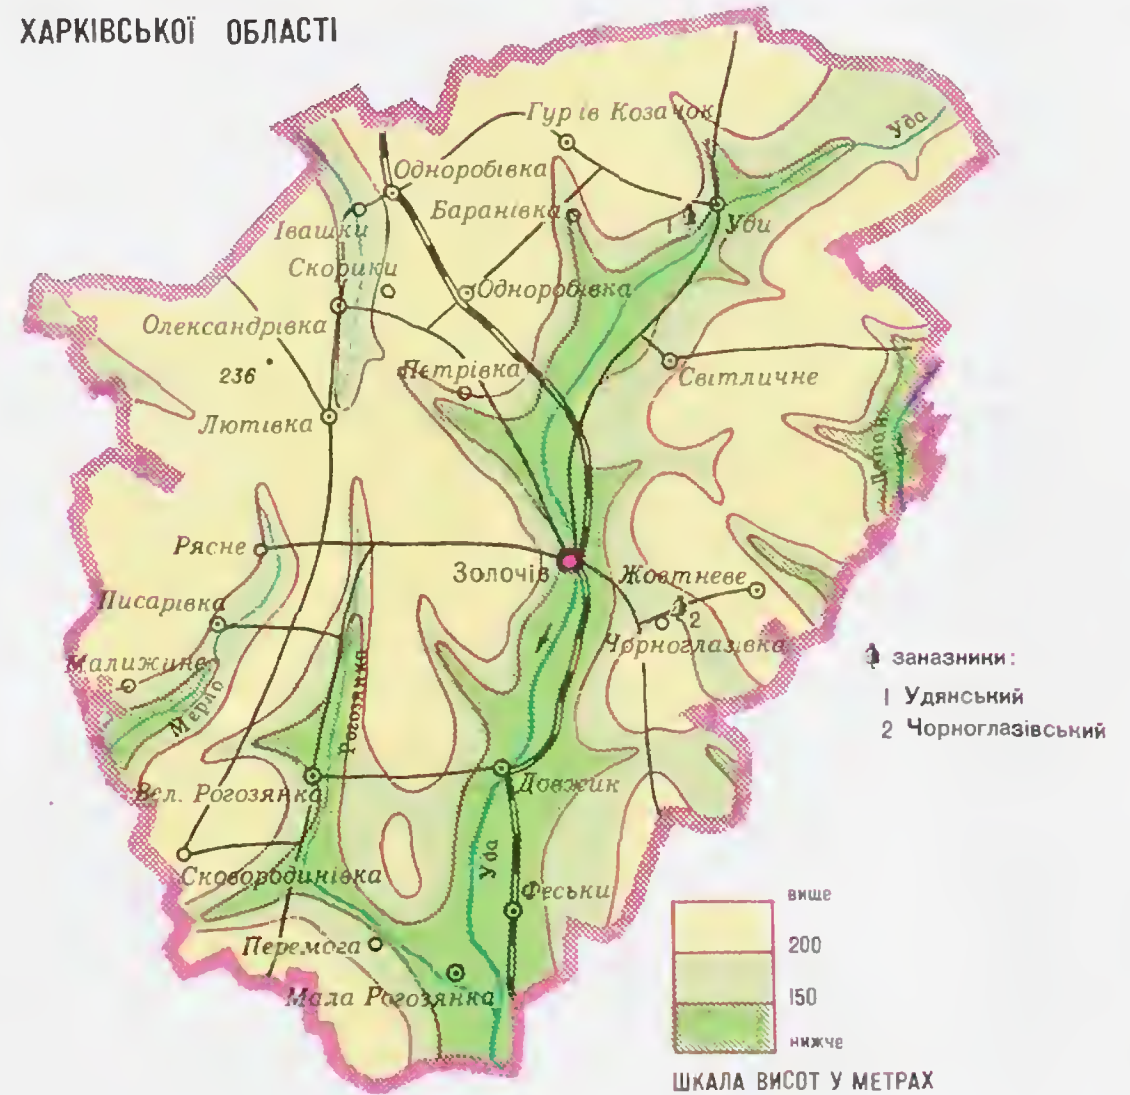 ХАРКІВСЬКОЇ ОБЛАСТІ
Гур'їв Козачок
Уда
Одноробівка
Баранівка
1
Уди
Івашки
Скорики
Одноробівка
Олександрівка
236
Петрівка
Світличне
Лютівка
Рясне
Золочів
Жовтневе
Писарівка
2
Чорноглазівка
Малижине
Мерло
Рогозянка
заказники:
1 Удянський
2 Чорноглазівський
Вел. Рогозянка
Довжик
Уда
Сковородинівка
Феськи
Перемога
Мала Рогозянка
вище
200
150
нижче
ШКАЛА ВИСОТ У МЕТРАХ